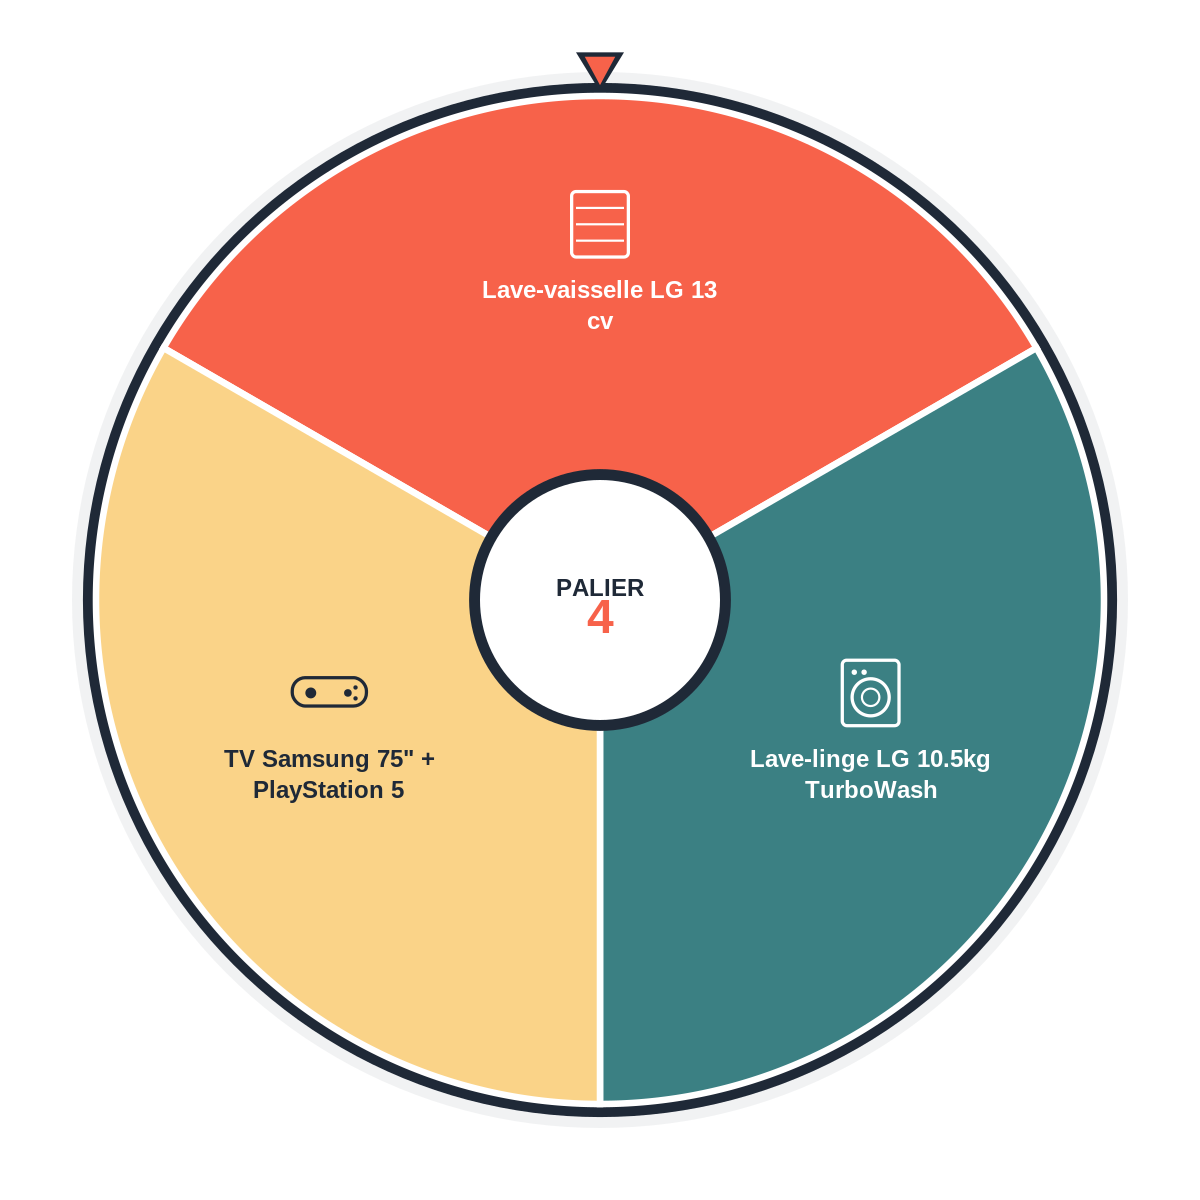 Lave-vaisselle LG 13
cv
PALIER
4
TV Samsung 75" +
PlayStation 5
Lave-linge LG 10.5kg
TurboWash